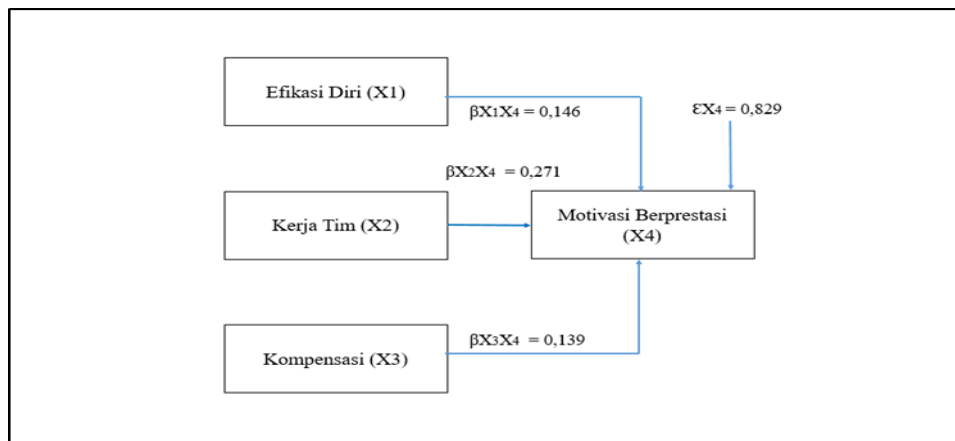 Efikasi Diri (X1)
βX1X4 = 0,146
ƐX4 = 0,829
βX2X4 = 0,271
Kerja Tim (X2)
Motivasi Berprestasi
(X4)
βX3X4 = 0,139
Kompensasi (X3)